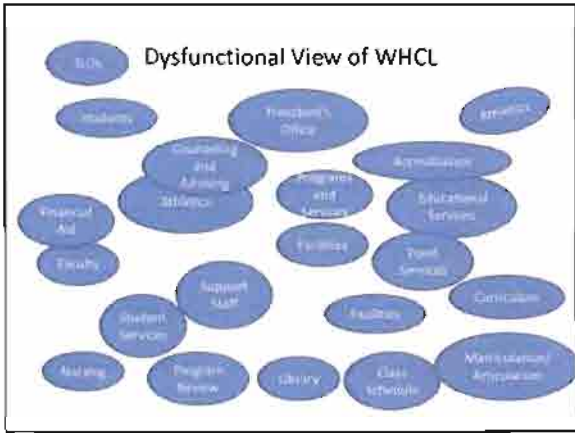 Dysfunctional View of WHCL
SLOs
Students
President's
Office
Athletics
Counseling
and
Advising
Athletics
Accreditation
Programs
and
Services
Educational
Services
Financial
Aid
Facilities
Food
Services
Faculty
Support
Staff
Curriculum
Student
Services
Facilities
Nursing
Program
Review
Library
Class
Schedule
Matriculation/
Articulation